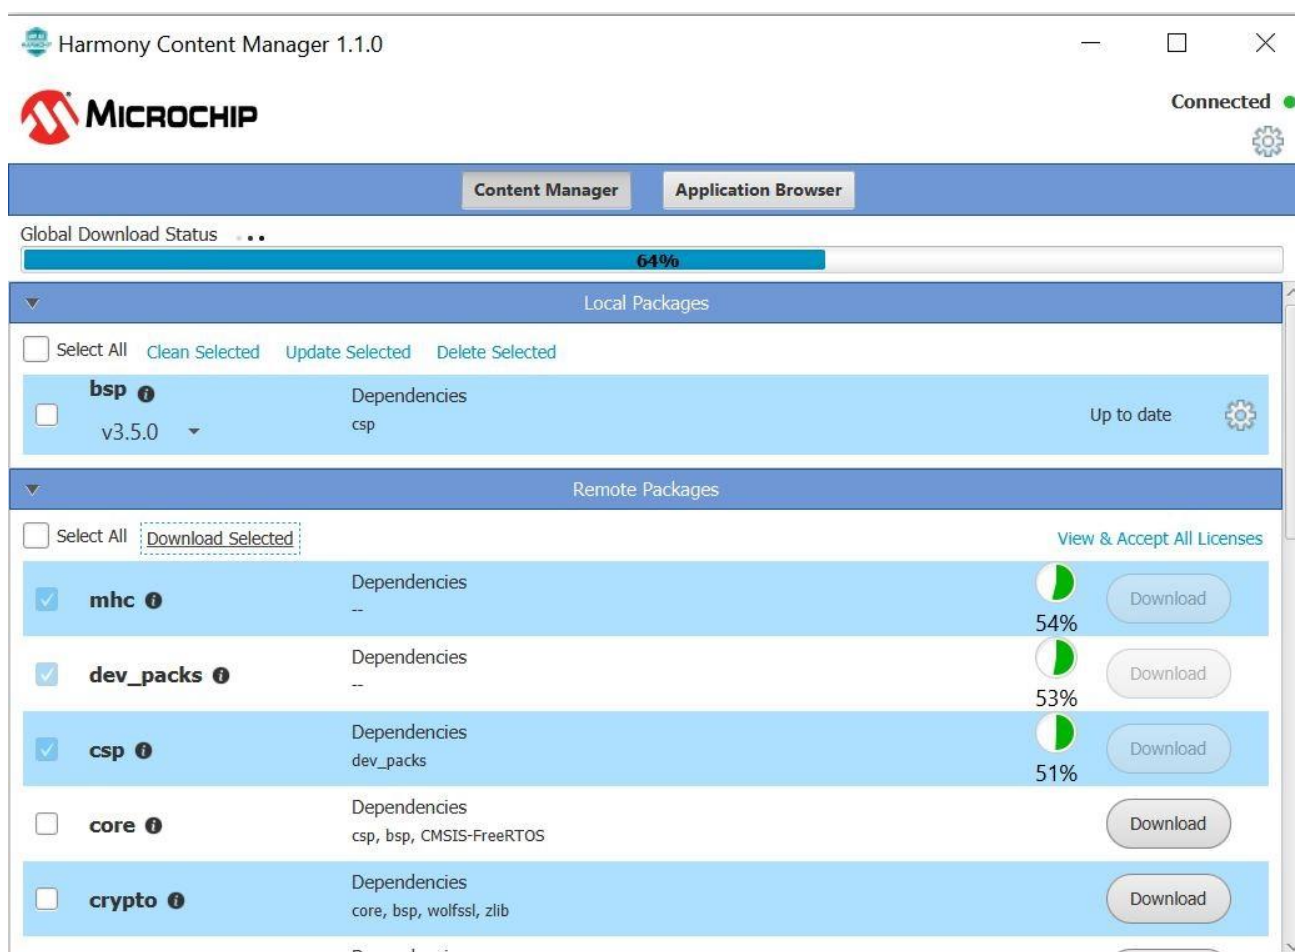 Harmony Content Manager 1.1.0
MICROCHIP
Connected
Content Manager
Application Browser
Global Download Status
64%
Local Packages
Select All Clean Selected Update Selected Delete Selected
bsp
v3.5.0
Dependencies
csp
Up to date
Remote Packages
Select All Download Selected
View & Accept All Licenses
mhc
Dependencies
--
54%
Download
dev_packs
Dependencies
--
53%
Download
csp
Dependencies
dev_packs
51%
Download
core
Dependencies
csp, bsp, CMSIS-FreeRTOS
Download
crypto
Dependencies
core, bsp, wolfssl, zlib
Download